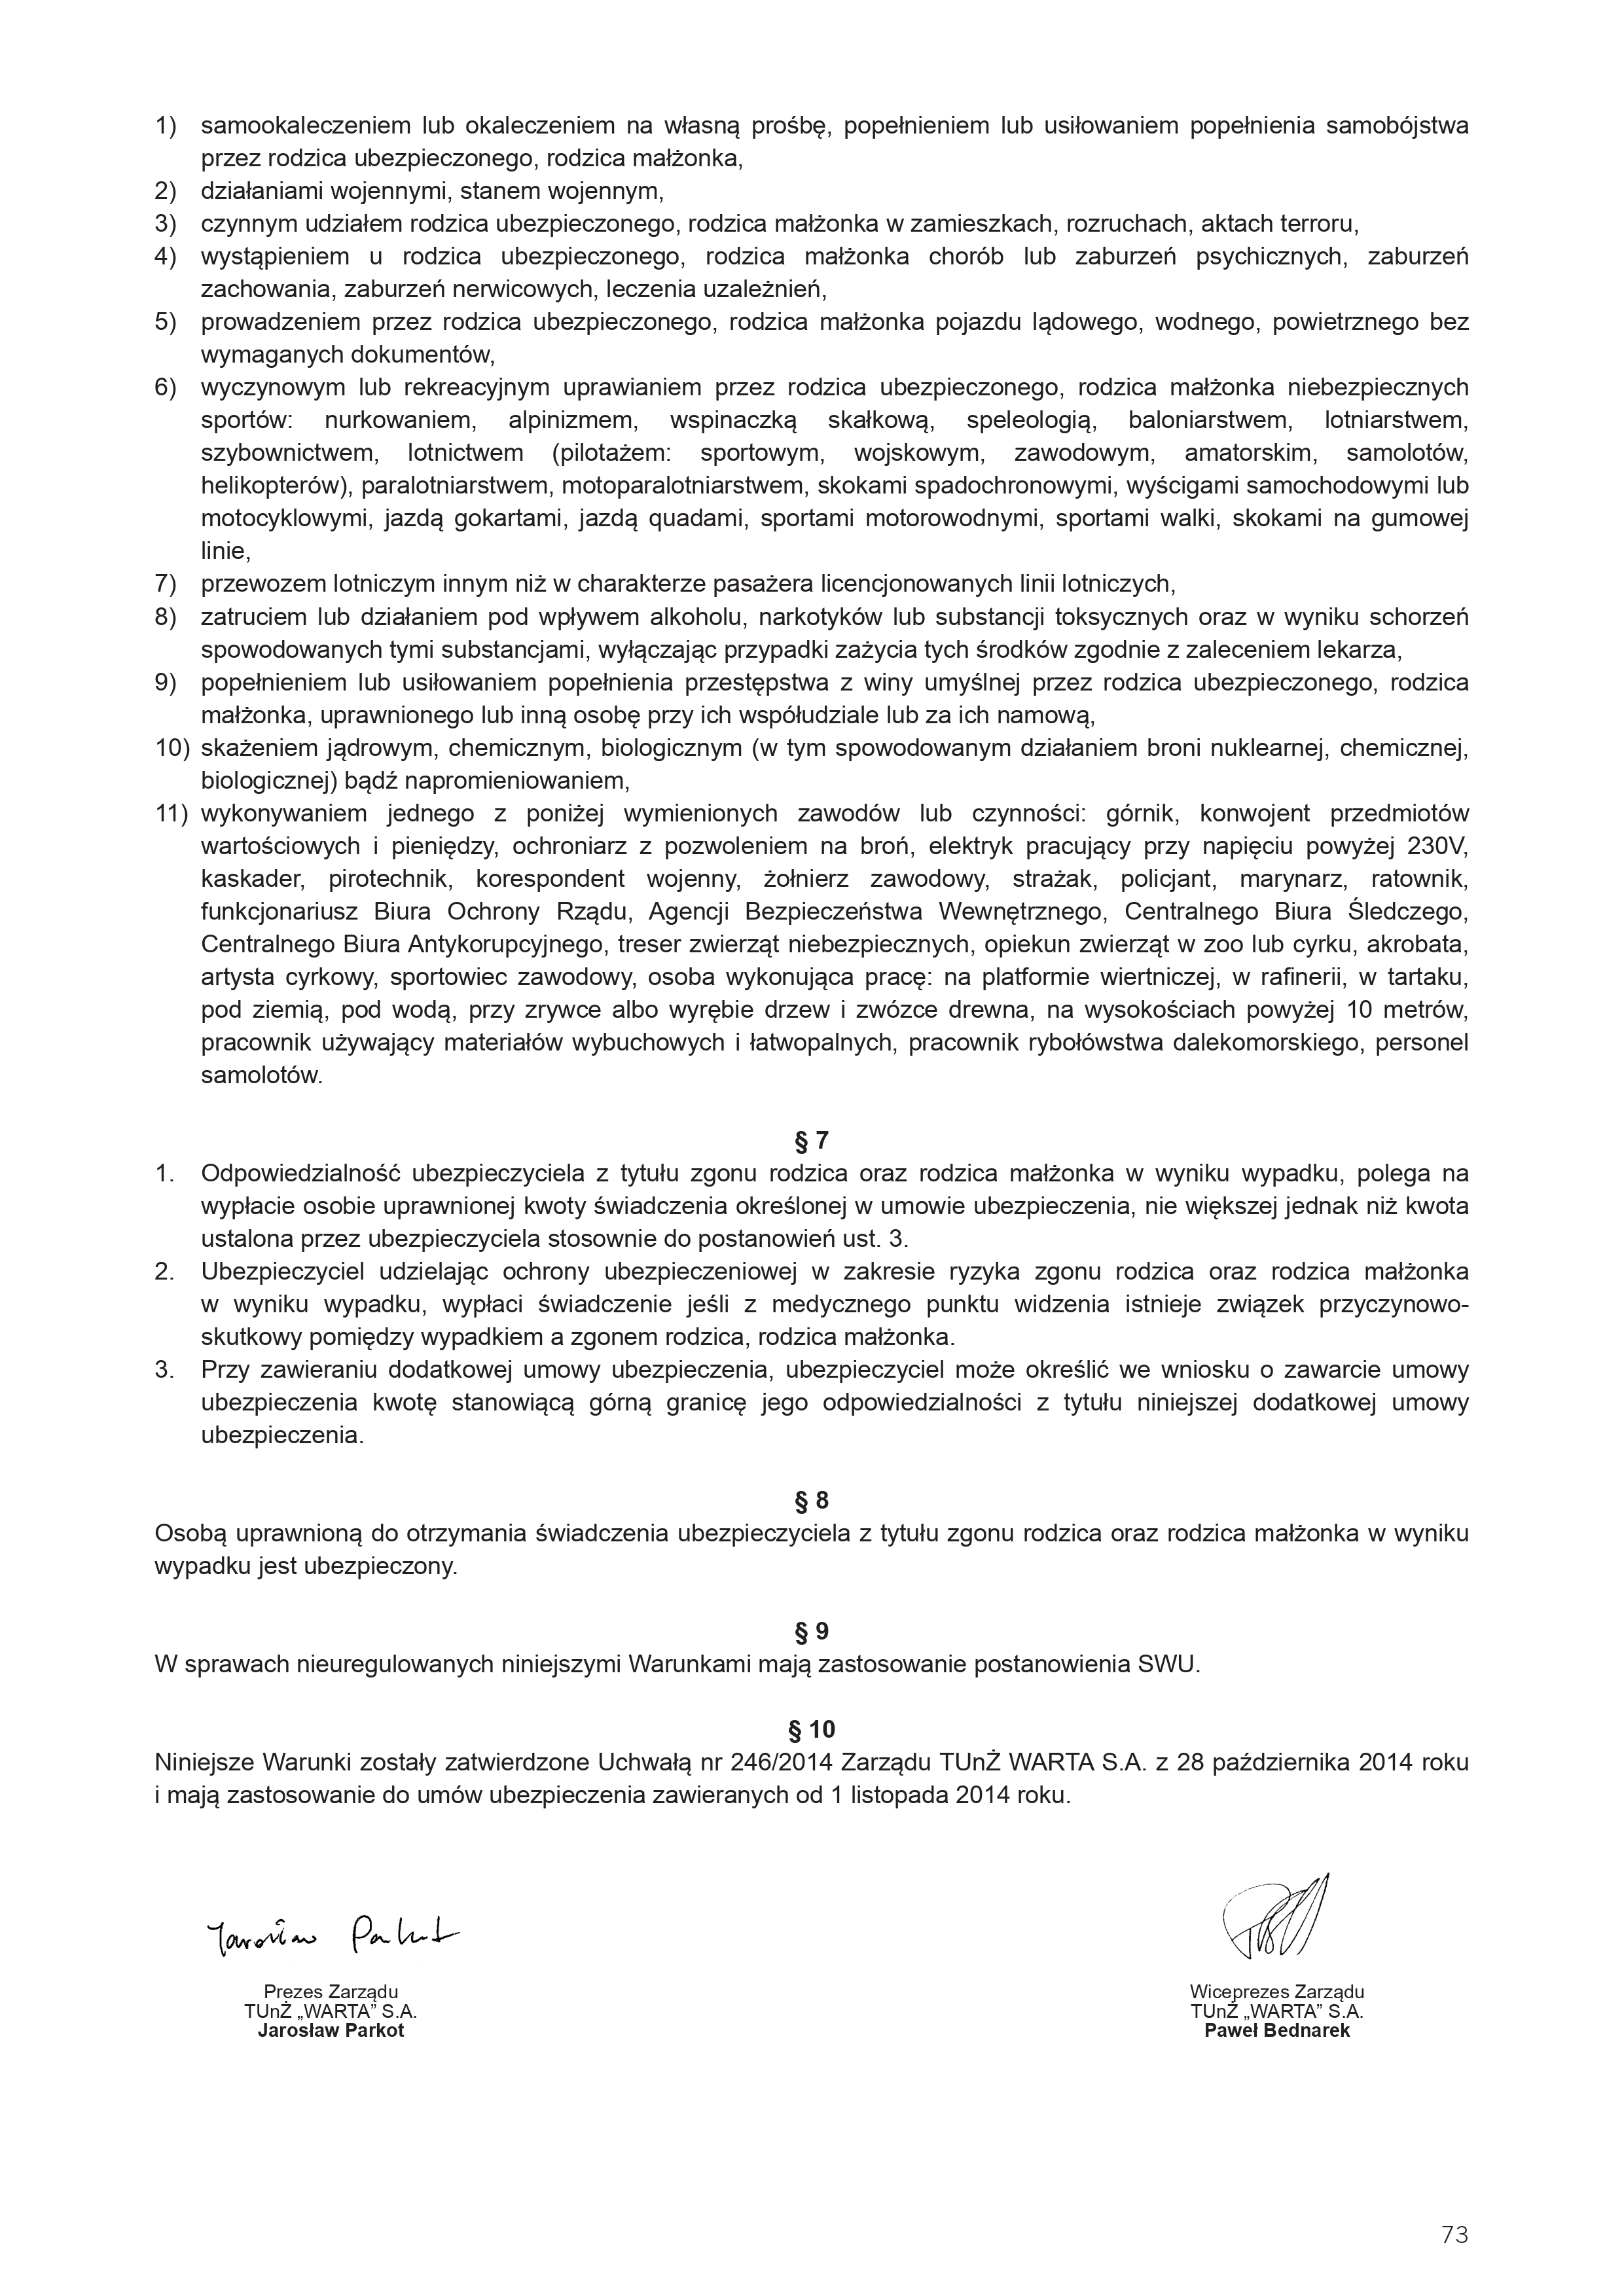 1) samookaleczeniem lub okaleczeniem na własną prośbę, popełnieniem lub usiłowaniem popełnienia samobójstwa
przez rodzica ubezpieczonego, rodzica małżonka,
2) działaniami wojennymi, stanem wojennym,
3) czynnym udziałem rodzica ubezpieczonego, rodzica małżonka w zamieszkach, rozruchach, aktach terroru,
4) wystąpieniem u rodzica ubezpieczonego, rodzica małżonka chorób lub zaburzeń psychicznych, zaburzeń
zachowania, zaburzeń nerwicowych, leczenia uzależnień,
5) prowadzeniem przez rodzica ubezpieczonego, rodzica małżonka pojazdu lądowego, wodnego, powietrznego bez
wymaganych dokumentów,
6) wyczynowym lub rekreacyjnym uprawianiem przez rodzica ubezpieczonego, rodzica małżonka niebezpiecznych
sportów: nurkowaniem, alpinizmem, wspinaczką skałkową, speleologią, baloniarstwem, lotniarstwem,
szybownictwem, lotnictwem (pilotażem: sportowym, wojskowym, zawodowym, amatorskim, samolotów,
helikopterów), paralotniarstwem, motoparalotniarstwem, skokami spadochronowymi, wyścigami samochodowymi lub
motocyklowymi, jazdą gokartami, jazdą quadami, sportami motorowodnymi, sportami walki, skokami na gumowej
linie,
7) przewozem lotniczym innym niż w charakterze pasażera licencjonowanych linii lotniczych,
8) zatruciem lub działaniem pod wpływem alkoholu, narkotyków lub substancji toksycznych oraz w wyniku schorzeń
spowodowanych tymi substancjami, wyłączając przypadki zażycia tych środków zgodnie z zaleceniem lekarza,
9) popełnieniem lub usiłowaniem popełnienia przestępstwa z winy umyślnej przez rodzica ubezpieczonego, rodzica
małżonka, uprawnionego lub inną osobę przy ich współudziale lub za ich namową,
10) skażeniem jądrowym, chemicznym, biologicznym (w tym spowodowanym działaniem broni nuklearnej, chemicznej,
biologicznej) bądź napromieniowaniem,
11) wykonywaniem jednego z poniżej wymienionych zawodów lub czynności: górnik, konwojent przedmiotów
wartościowych i pieniędzy, ochroniarz z pozwoleniem na broń, elektryk pracujący przy napięciu powyżej 230V,
kaskader, pirotechnik, korespondent wojenny, żołnierz zawodowy, strażak, policjant, marynarz, ratownik,
funkcjonariusz Biura Ochrony Rządu, Agencji Bezpieczeństwa Wewnętrznego, Centralnego Biura Śledczego,
Centralnego Biura Antykorupcyjnego, treser zwierząt niebezpiecznych, opiekun zwierząt w zoo lub cyrku, akrobata,
artysta cyrkowy, sportowiec zawodowy, osoba wykonująca pracę: na platformie wiertniczej, w rafinerii, w tartaku,
pod ziemią, pod wodą, przy zrywce albo wyrębie drzew i zwózce drewna, na wysokościach powyżej 10 metrów,
pracownik używający materiałów wybuchowych i łatwopalnych, pracownik rybołówstwa dalekomorskiego, personel
samolotów.
§ 7
1. Odpowiedzialność ubezpieczyciela z tytułu zgonu rodzica oraz rodzica małżonka w wyniku wypadku, polega na
wypłacie osobie uprawnionej kwoty świadczenia określonej w umowie ubezpieczenia, nie większej jednak niż kwota
ustalona przez ubezpieczyciela stosownie do postanowień ust. 3.
2. Ubezpieczyciel udzielając ochrony ubezpieczeniowej w zakresie ryzyka zgonu rodzica oraz rodzica małżonka
w wyniku wypadku, wypłaci świadczenie jeśli z medycznego punktu widzenia istnieje związek przyczynowo-
skutkowy pomiędzy wypadkiem a zgonem rodzica, rodzica małżonka.
3. Przy zawieraniu dodatkowej umowy ubezpieczenia, ubezpieczyciel może określić we wniosku o zawarcie umowy
ubezpieczenia kwotę stanowiącą górną granicę jego odpowiedzialności z tytułu niniejszej dodatkowej umowy
ubezpieczenia.
§ 8
Osobą uprawnioną do otrzymania świadczenia ubezpieczyciela z tytułu zgonu rodzica oraz rodzica małżonka w wyniku
wypadku jest ubezpieczony.
§ 9
W sprawach nieuregulowanych niniejszymi Warunkami mają zastosowanie postanowienia SWU.
§ 10
Niniejsze Warunki zostały zatwierdzone Uchwałą nr 246/2014 Zarządu TUnŻ WARTA S.A. z 28 października 2014 roku
i mają zastosowanie do umów ubezpieczenia zawieranych od 1 listopada 2014 roku.
Jarosław Parkot
Prezes Zarządu
TUnŻ „WARTA” S.A.
Jarosław Parkot
Wiceprezes Zarządu
TUnŻ „WARTA” S.A.
Paweł Bednarek
73